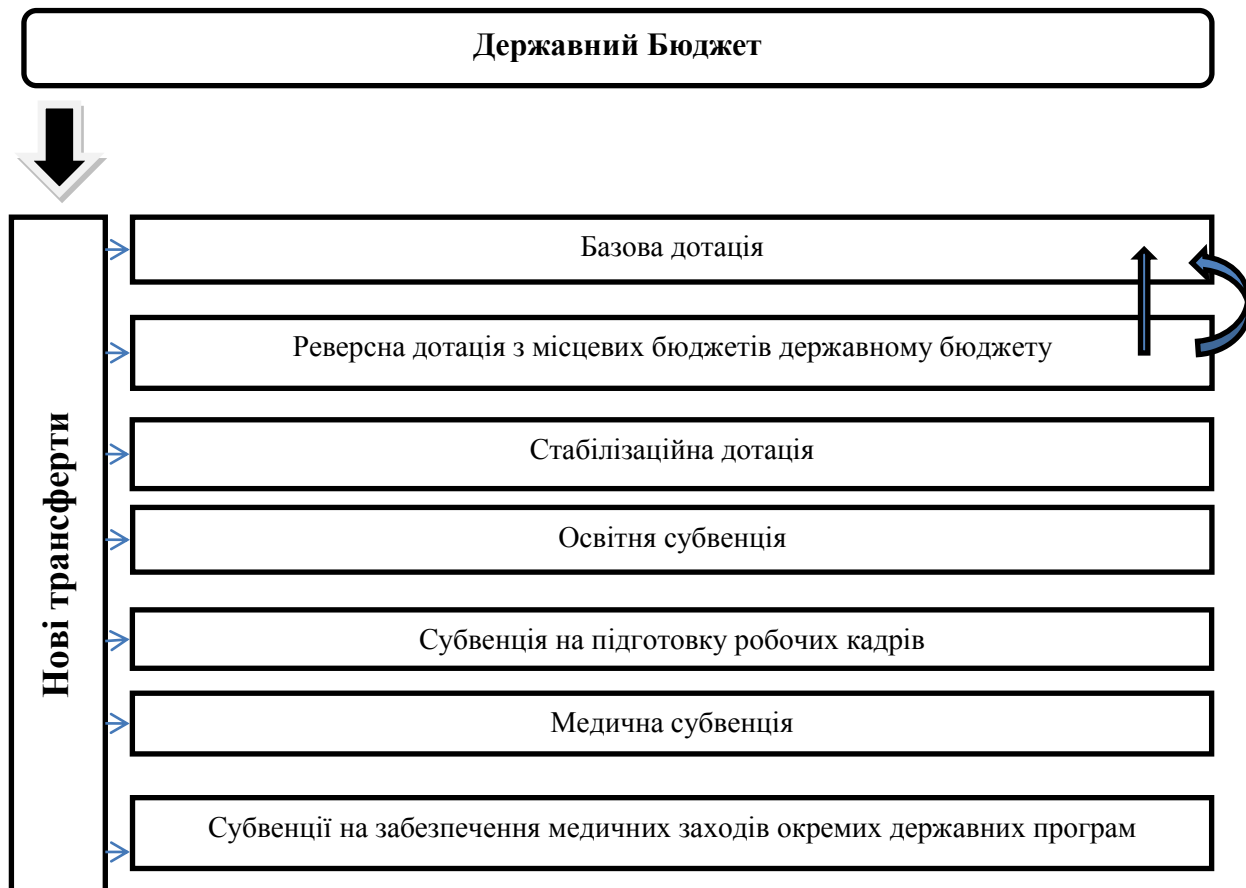 Державний Бюджет
Нові трансферти
Базова дотація
Реверсна дотація з місцевих бюджетів державному бюджету
Стабілізаційна дотація
Освітня субвенція
Субвенція на підготовку робочих кадрів
Медична субвенція
Субвенції на забезпечення медичних заходів окремих державних програм